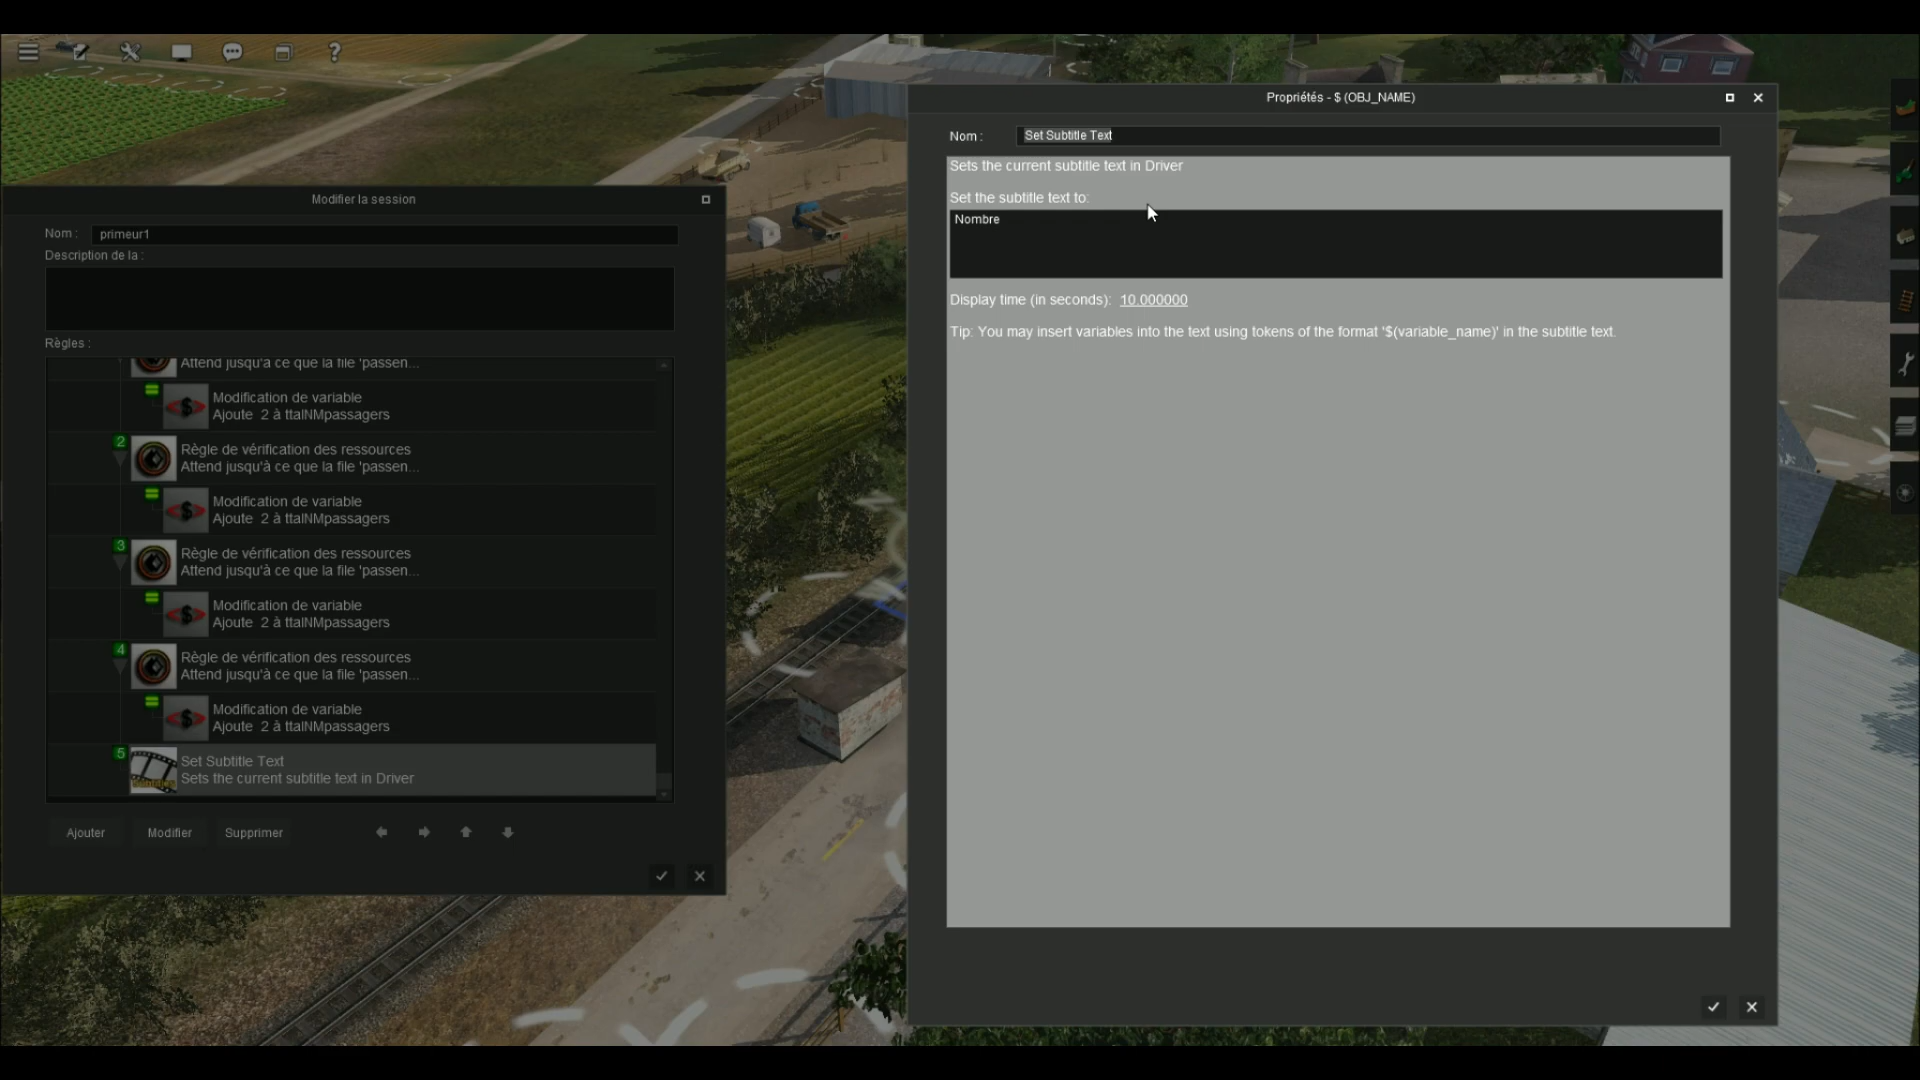 Modifier la session
Nom :
primeur1
Description de la :
Règles :
Attend jusqu'à ce que la file 'passen...
Modification de variable
Ajoute 2 à ttalNMpassagers
2
Règle de vérification des ressources
Attend jusqu'à ce que la file 'passen...
Modification de variable
Ajoute 2 à ttalNMpassagers
3
Règle de vérification des ressources
Attend jusqu'à ce que la file 'passen...
Modification de variable
Ajoute 2 à ttalNMpassagers
4
Règle de vérification des ressources
Attend jusqu'à ce que la file 'passen...
Modification de variable
Ajoute 2 à ttalNMpassagers
5
Set Subtitle Text
Sets the current subtitle text in Driver
Ajouter
Modifier
Supprimer
Propriétés - $ (OBJ_NAME)
Nom :
Set Subtitle Text
Sets the current subtitle text in Driver
Set the subtitle text to:
Nombre
Display time (in seconds): 10.000000
Tip: You may insert variables into the text using tokens of the format '$(variable_name)' in the subtitle text.